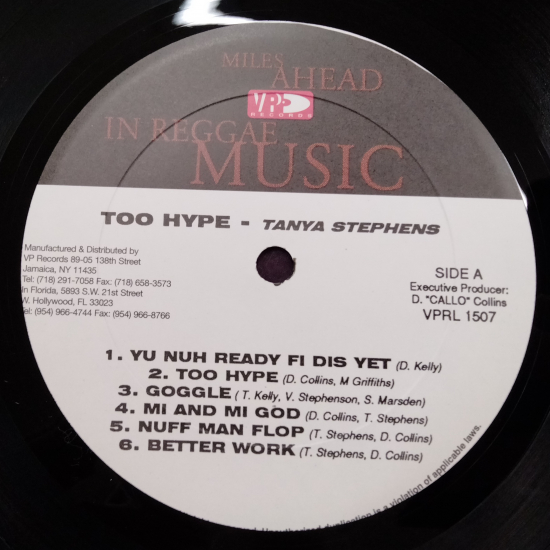 MILES
AHEAD
VP
RECORDS
IN REGGAE
MUSIC
TOO HYPE - TANYA STEPHENS
Manufactured & Distributed by
VP Records 89-05 138th Street
Jamaica, NY 11435
Tel: (718) 291-7058 Fax: (718) 658-3573
In Florida, 5893 S.W. 21st Street
W. Hollywood, FL 33023
Tel: (954) 966-4744 Fax: (954) 966-8766
SIDE A
Executive Producer:
D. "CALLO" Collins
VPRL 1507
1. YU NUH READY FI DIS YET (D. Kelly)
2. TOO HYPE (D. Collins, M Griffiths)
3. GOGGLE ( T. Kelly, V. Stephenson, S. Marsden)
4. MI AND MI GOD (D. Collins, T. Stephens)
5. NUFF MAN FLOP (T. Stephens, D. Collins)
6. BETTER WORK (T. Stephens, D. Collins)
duplication is a violation of applicable laws.